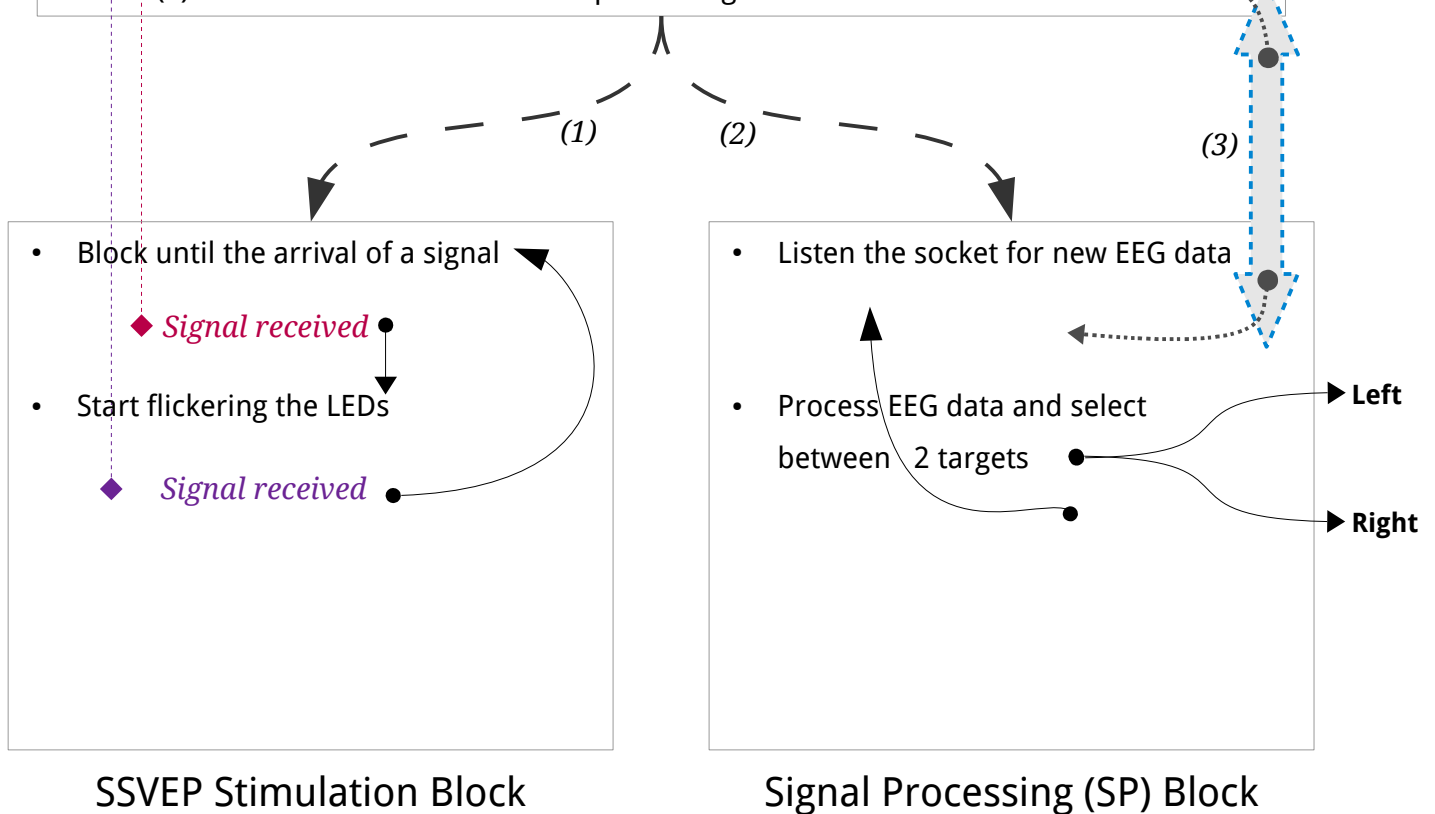 (1)
(2)
(3)
• Block until the arrival of a signal
Signal received
• Start flickering the LEDs
Signal received
SSVEP Stimulation Block
• Listen the socket for new EEG data
• Process EEG data and select
between 2 targets
Left
Right
Signal Processing (SP) Block